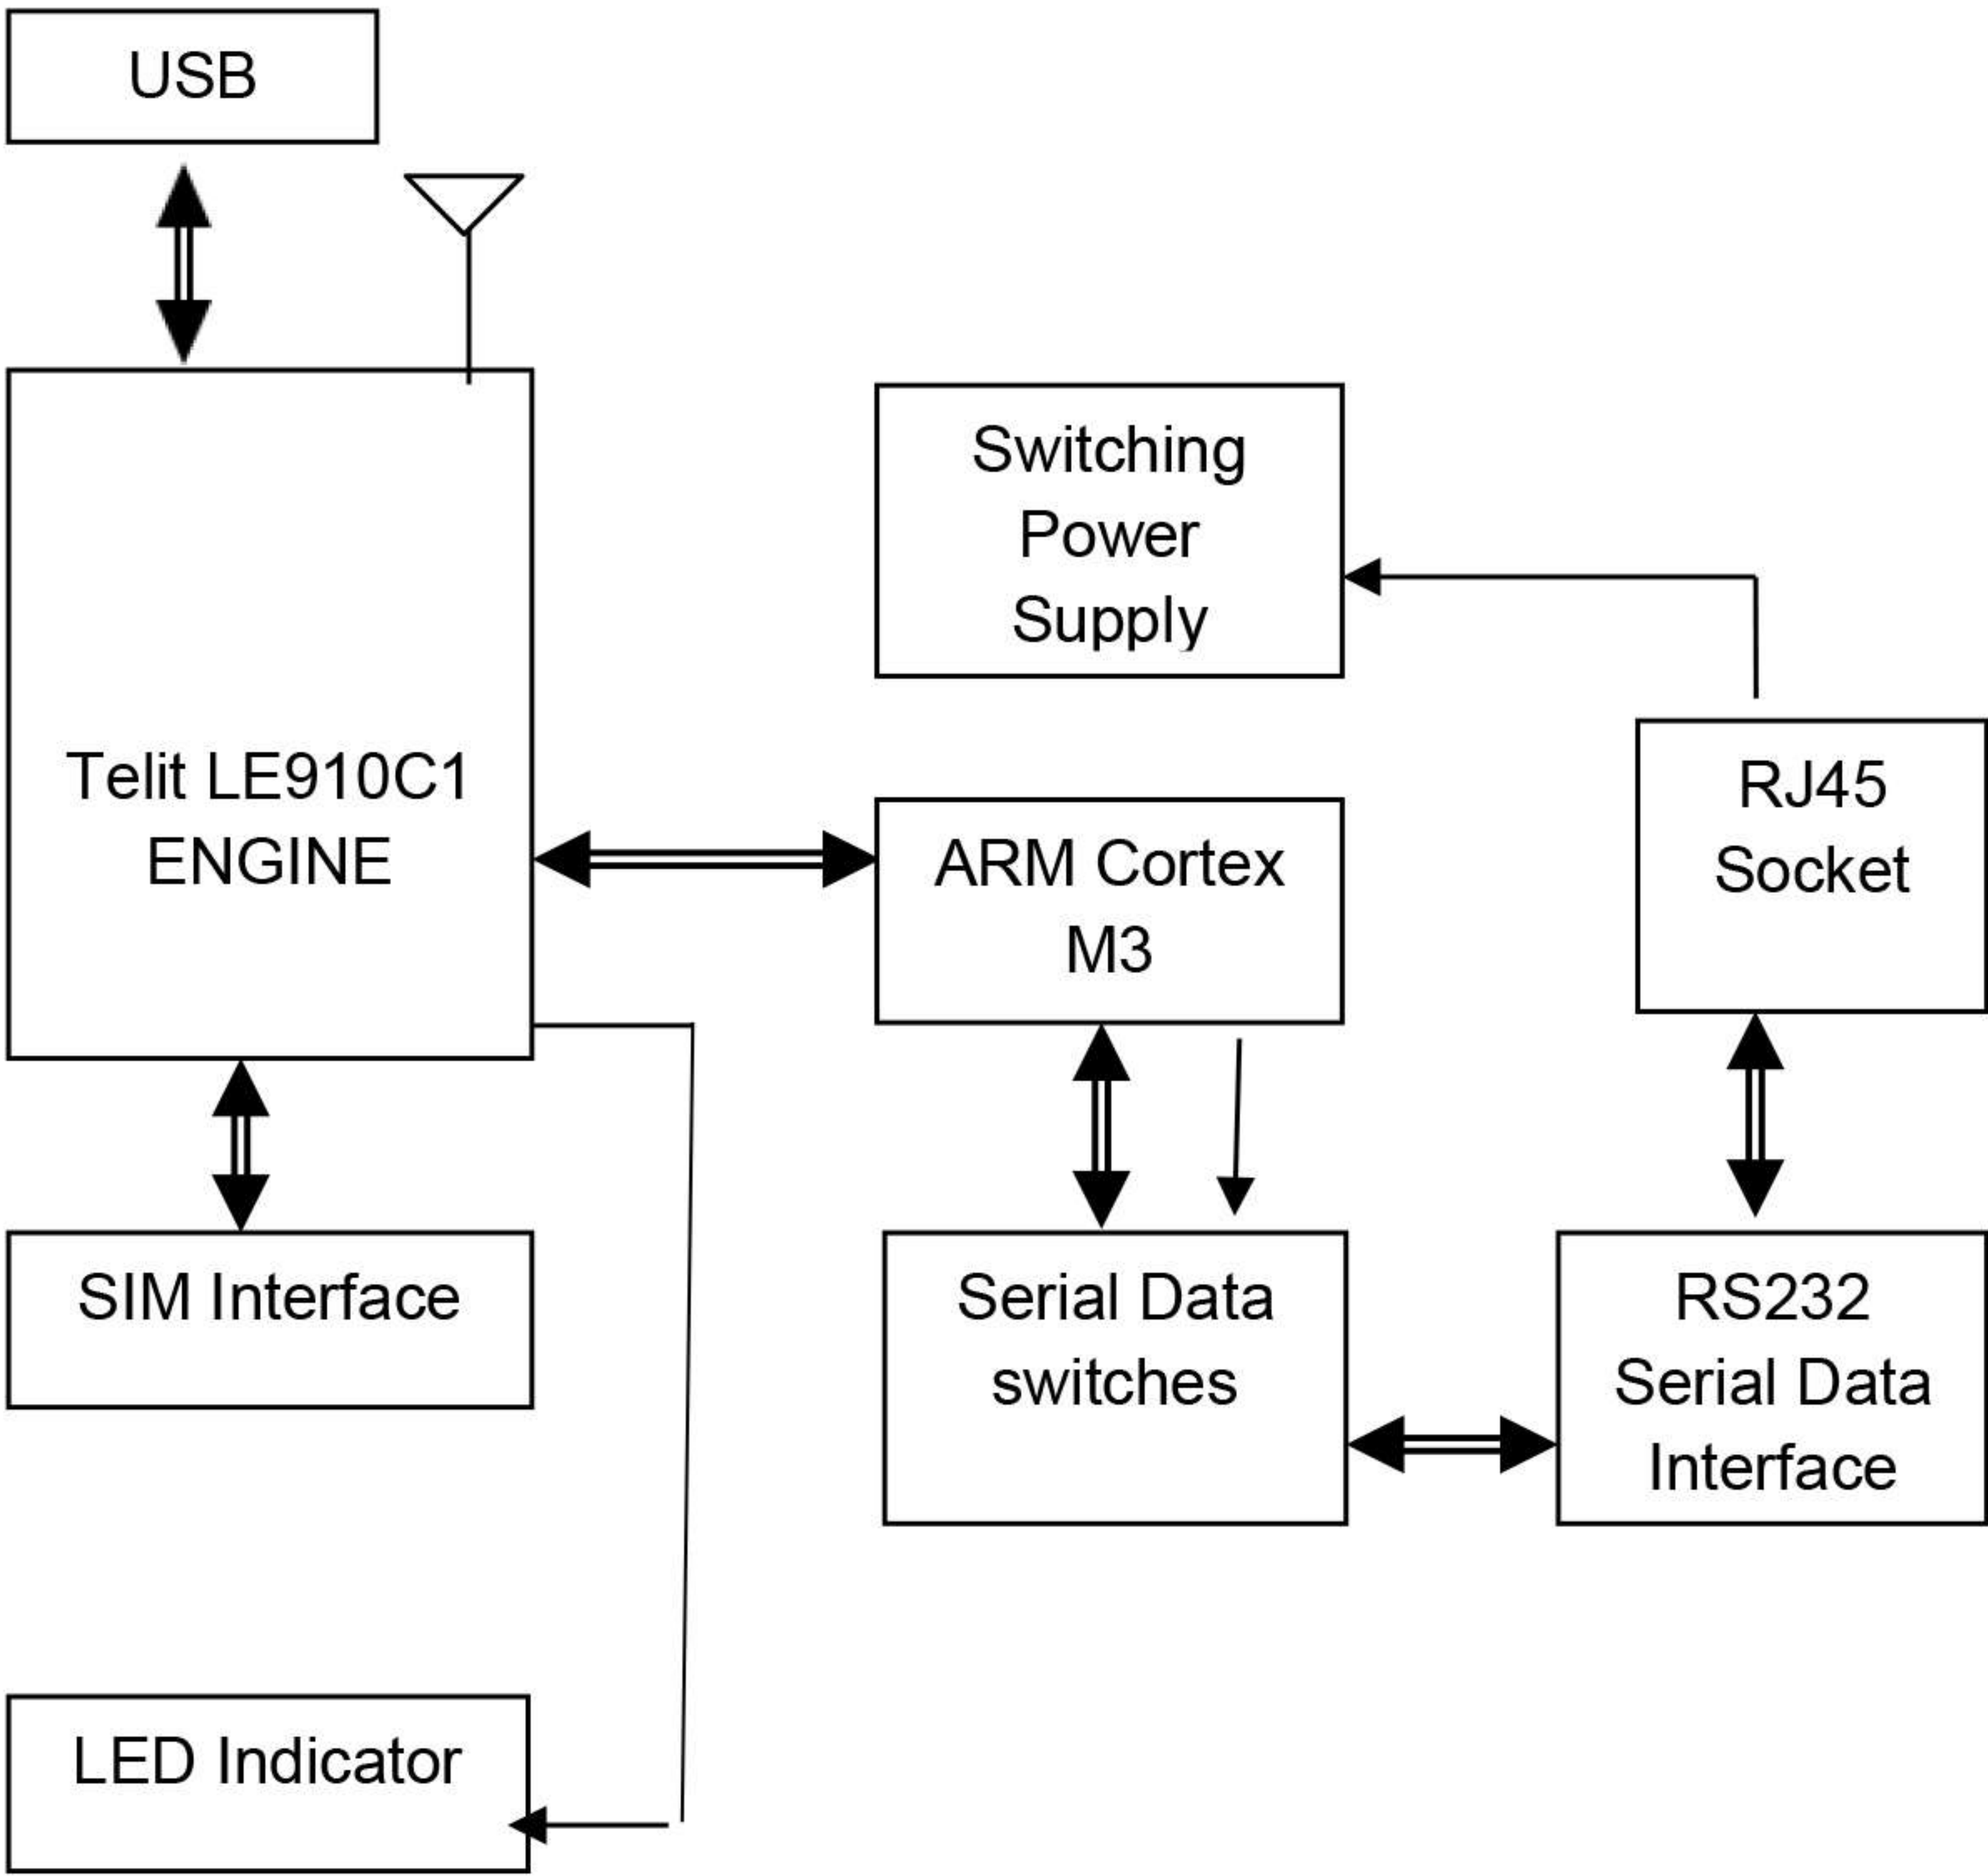 USB
Switching
Power
Supply
Telit LE910C1
ENGINE
ARM Cortex
M3
RJ45
Socket
SIM Interface
Serial Data
switches
RS232
Serial Data
Interface
LED Indicator